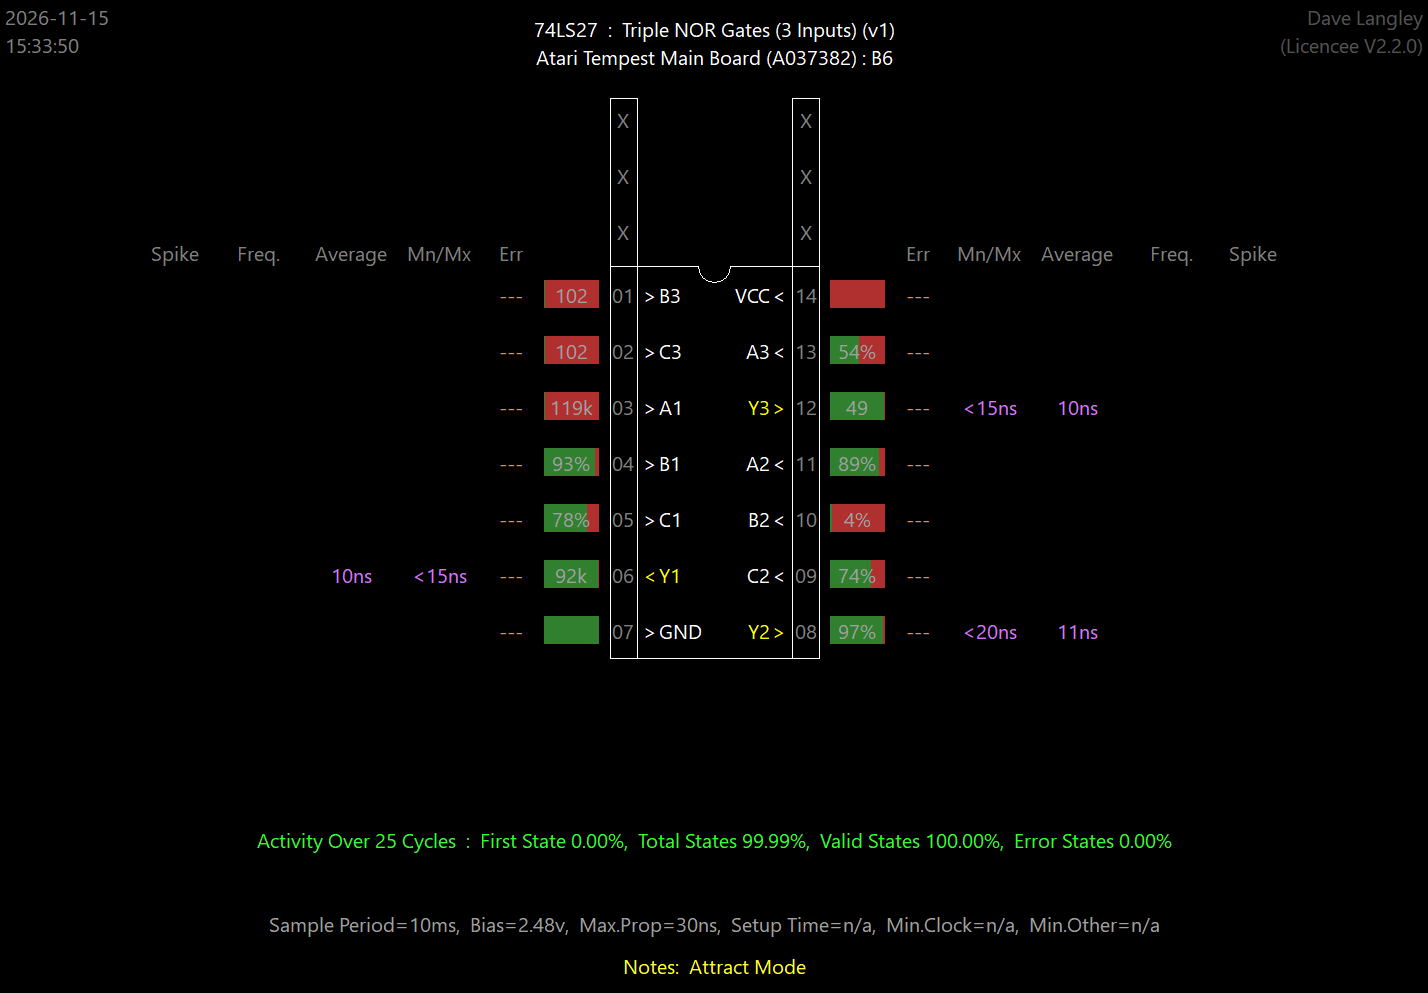 2026-11-15
15:33:50
74LS27 : Triple NOR Gates (3 Inputs) (v1)
Atari Tempest Main Board (A037382) : B6
Dave Langley
(Licencee V2.2.0)
X X
X X
X X
Spike Freq. Average Mn/Mx Err Err Mn/Mx Average Freq. Spike
--- 102 01 >B3 VCC< 14 ---
--- 102 02 >C3 A3< 13 54% ---
--- 119k 03 >A1 Y3> 12 49 --- <15ns 10ns
--- 93% 04 >B1 A2< 11 89% ---
--- 78% 05 >C1 B2< 10 4% ---
10ns <15ns --- 92k 06 <Y1 C2< 09 74% ---
--- 07 >GND Y2> 08 97% --- <20ns 11ns
Activity Over 25 Cycles : First State 0.00%, Total States 99.99%, Valid States 100.00%, Error States 0.00%
Sample Period=10ms, Bias=2.48v, Max.Prop=30ns, Setup Time=n/a, Min.Clock=n/a, Min.Other=n/a
Notes: Attract Mode